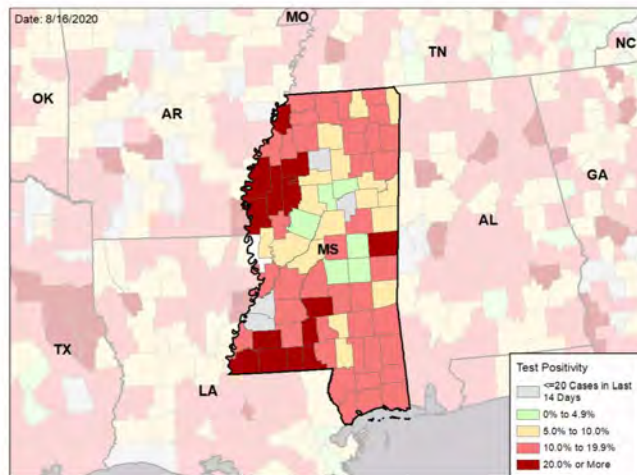 Date: 8/16/2020
MO
TN
NC
OK
AR
GA
AL
MS
TX
LA
Test Positivity
<=20 Cases in Last
14 Days
0% to 4.9%
5.0% to 10.0%
10.0% to 19.9%
20.0% or More